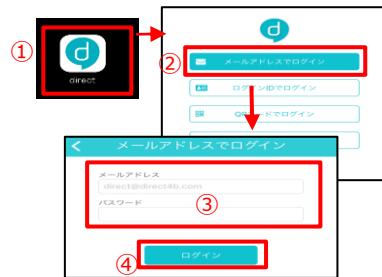 ①
d
direct
d
②
メールアドレスでログイン
ログインIDでログイン
QRコードでログイン
メールアドレスでログイン
メールアドレス
direct@direct4b.com
パスワード
③
④
ログイン